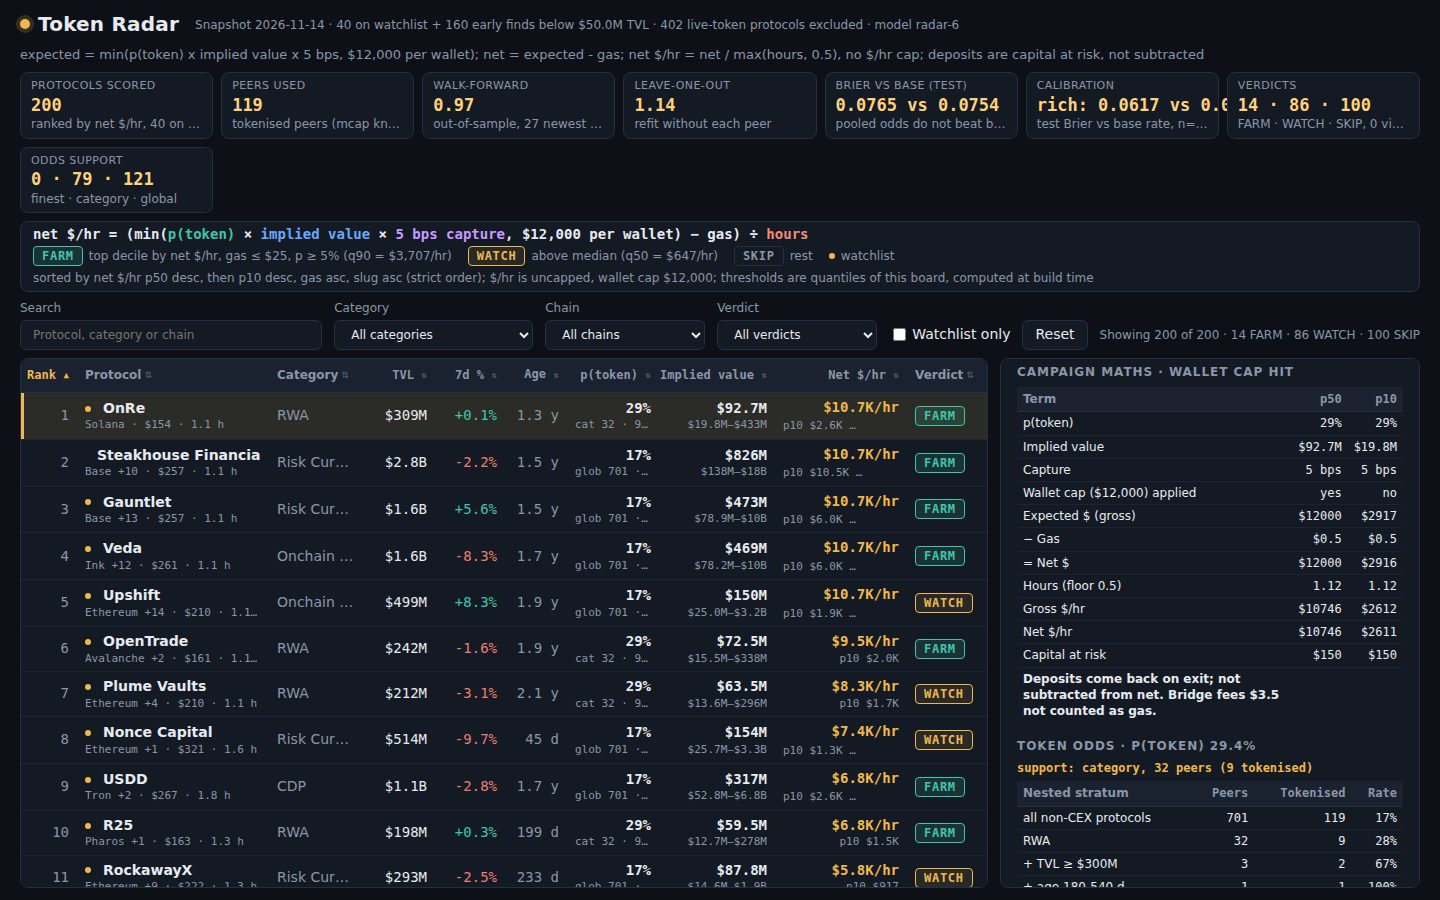 Token Radar Snapshot 2026-11-14 · 40 on watchlist + 160 early finds below $50.0M TVL · 402 live-token protocols excluded · model radar-6
expected = min(p(token) x implied value x 5 bps, $12,000 per wallet); net = expected - gas; net $/hr = net / max(hours, 0.5), no $/hr cap; deposits are capital at risk, not subtracted
PROTOCOLS SCORED
200
ranked by net $/hr, 40 on ...
PEERS USED
119
tokenised peers (mcap kn...
WALK-FORWARD
0.97
out-of-sample, 27 newest ...
LEAVE-ONE-OUT
1.14
refit without each peer
BRIER VS BASE (TEST)
0.0765 vs 0.0754
pooled odds do not beat b...
CALIBRATION
rich: 0.0617 vs 0.0
test Brier vs base rate, n=...
VERDICTS
14 · 86 · 100
FARM · WATCH · SKIP, 0 vi...
ODDS SUPPORT
0 · 79 · 121
finest · category · global
net $/hr = (min(p(token) × implied value × 5 bps capture, $12,000 per wallet) − gas) ÷ hours
FARM top decile by net $/hr, gas ≤ $25, p ≥ 5% (q90 = $3,707/hr) WATCH above median (q50 = $647/hr) SKIP rest watchlist
sorted by net $/hr p50 desc, then p10 desc, gas asc, slug asc (strict order); $/hr is uncapped, wallet cap $12,000; thresholds are quantiles of this board, computed at build time
Search Category Chain Verdict
Protocol, category or chain All categories All chains All verdicts Watchlist only Reset Showing 200 of 200 · 14 FARM · 86 WATCH · 100 SKIP
Rank ▲ Protocol Category TVL 7d % Age p(token) Implied value Net $/hr Verdict
1 OnRe RWA $309M +0.1% 1.3 y 29% $92.7M $10.7K/hr FARM
Solana · $154 · 1.1 h cat 32 · 9… $19.8M–$433M p10 $2.6K …
2 Steakhouse Financia Risk Cur… $2.8B -2.2% 1.5 y 17% $826M $10.7K/hr FARM
Base +10 · $257 · 1.1 h glob 701 ·… $138M–$18B p10 $10.5K …
3 Gauntlet Risk Cur… $1.6B +5.6% 1.5 y 17% $473M $10.7K/hr FARM
Base +13 · $257 · 1.1 h glob 701 ·… $78.9M–$10B p10 $6.0K …
4 Veda Onchain … $1.6B -8.3% 1.7 y 17% $469M $10.7K/hr FARM
Ink +12 · $261 · 1.1 h glob 701 ·… $78.2M–$10B p10 $6.0K …
5 Upshift Onchain … $499M +8.3% 1.9 y 17% $150M $10.7K/hr WATCH
Ethereum +14 · $210 · 1.1… glob 701 ·… $25.0M–$3.2B p10 $1.9K …
6 OpenTrade RWA $242M -1.6% 1.9 y 29% $72.5M $9.5K/hr FARM
Avalanche +2 · $161 · 1.1… cat 32 · 9… $15.5M–$338M p10 $2.0K
7 Plume Vaults RWA $212M -3.1% 2.1 y 29% $63.5M $8.3K/hr WATCH
Ethereum +4 · $210 · 1.1 h cat 32 · 9… $13.6M–$296M p10 $1.7K
8 Nonce Capital Risk Cur… $514M -9.7% 45 d 17% $154M $7.4K/hr WATCH
Ethereum +1 · $321 · 1.6 h glob 701 ·… $25.7M–$3.3B p10 $1.3K …
9 USDD CDP $1.1B -2.8% 1.7 y 17% $317M $6.8K/hr FARM
Tron +2 · $267 · 1.8 h glob 701 ·… $52.8M–$6.8B p10 $2.6K …
10 R25 RWA $198M +0.3% 199 d 29% $59.5M $6.8K/hr FARM
Pharos +1 · $163 · 1.3 h cat 32 · 9… $12.7M–$278M p10 $1.5K
11 RockawayX Risk Cur… $293M -2.5% 233 d 17% $87.8M $5.8K/hr WATCH
Ethereum +9 · $222 · 1.3 h glob 701 · $14.6M–$1.9B p10 $917
CAMPAIGN MATHS · WALLET CAP HIT
Term p50 p10
p(token) 29% 29%
Implied value $92.7M $19.8M
Capture 5 bps 5 bps
Wallet cap ($12,000) applied yes no
Expected $ (gross) $12000 $2917
− Gas $0.5 $0.5
= Net $ $12000 $2916
Hours (floor 0.5) 1.12 1.12
Gross $/hr $10746 $2612
Net $/hr $10746 $2611
Capital at risk $150 $150
Deposits come back on exit; not
subtracted from net. Bridge fees $3.5
not counted as gas.
TOKEN ODDS · P(TOKEN) 29.4%
support: category, 32 peers (9 tokenised)
Nested stratum Peers Tokenised Rate
all non-CEX protocols 701 119 17%
RWA 32 9 28%
+ TVL ≥ $300M 3 2 67%
+ age 180-540 d 1 1 100%